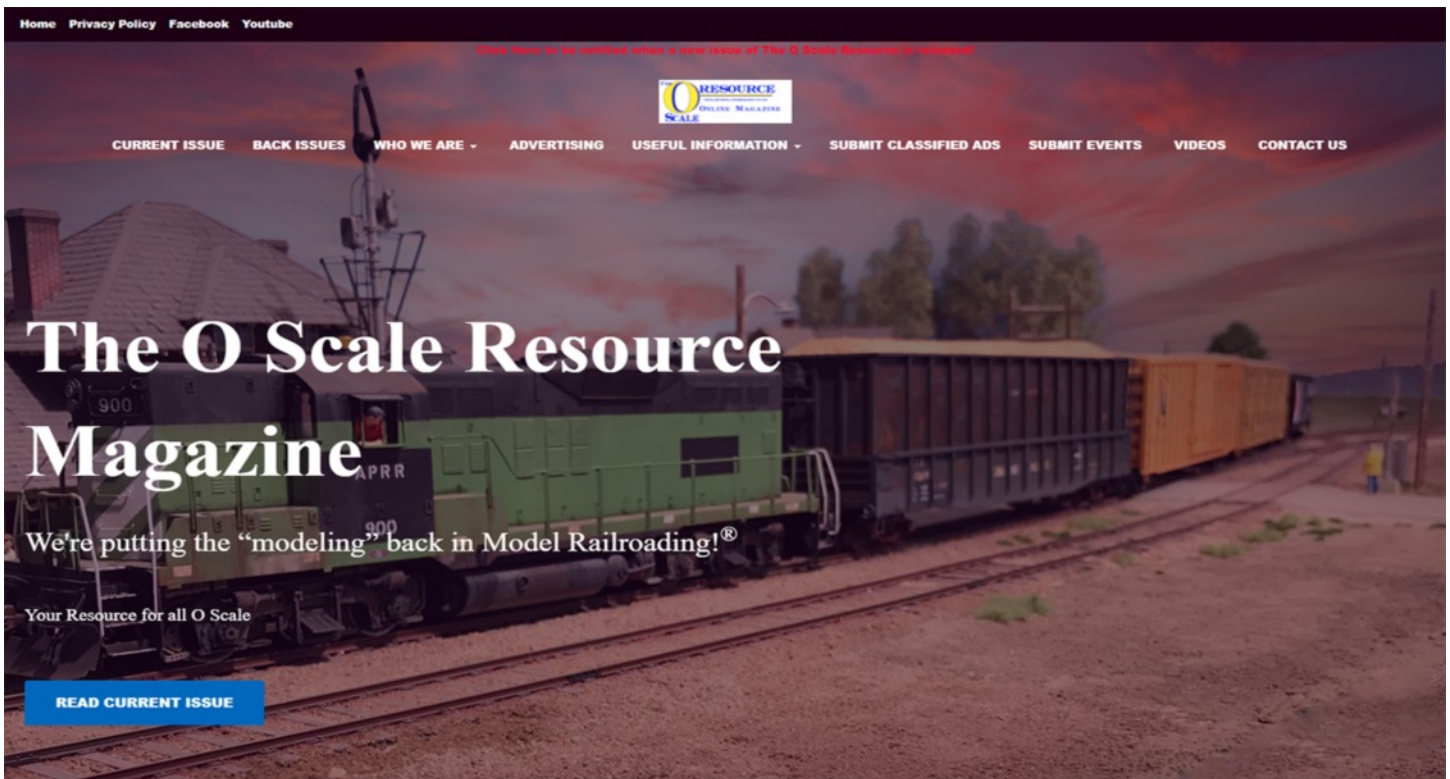 Home Privacy Policy Facebook Youtube
Click Here to be notified when a new issue of The O Scale Resource is released!
THE
O RESOURCE
SCALE ONLINE MAGAZINE
CURRENT ISSUE BACK ISSUES WHO WE ARE ADVERTISING USEFUL INFORMATION SUBMIT CLASSIFIED ADS SUBMIT EVENTS VIDEOS CONTACT US
The O Scale Resource
Magazine
900
APRR
900
We're putting the “modeling” back in Model Railroading!®
Your Resource for all O Scale
READ CURRENT ISSUE